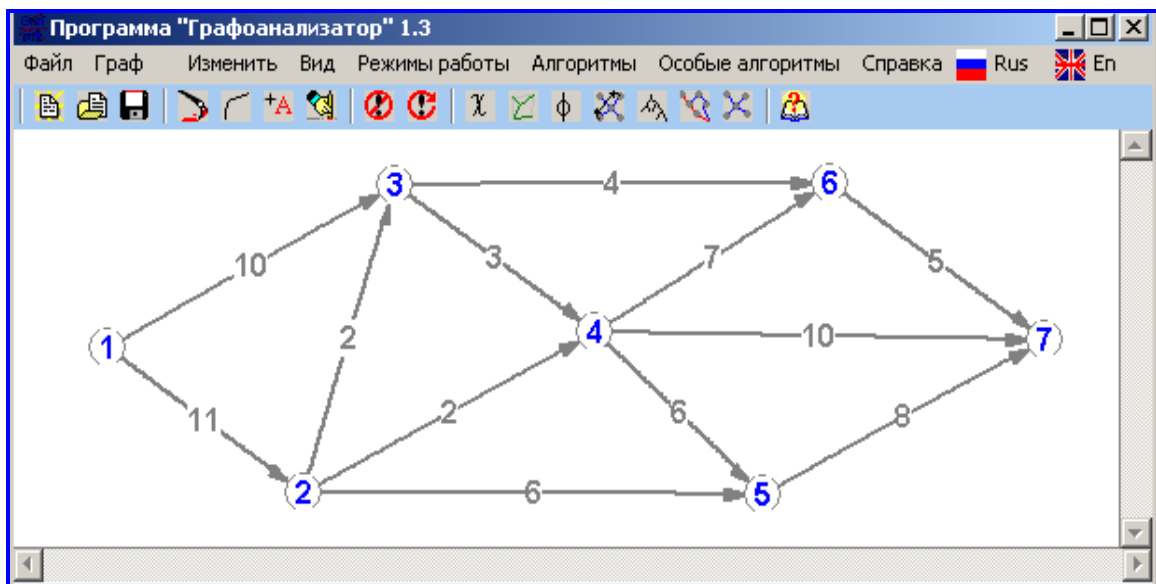 Программа "Графоанализатор" 1.3
Файл Граф Изменить Вид Режимы работы Алгоритмы Особые алгоритмы Справка Rus En
3 4 6
10 3 7 5
1 2 4 10 7
11 2 6 8
2 6 5